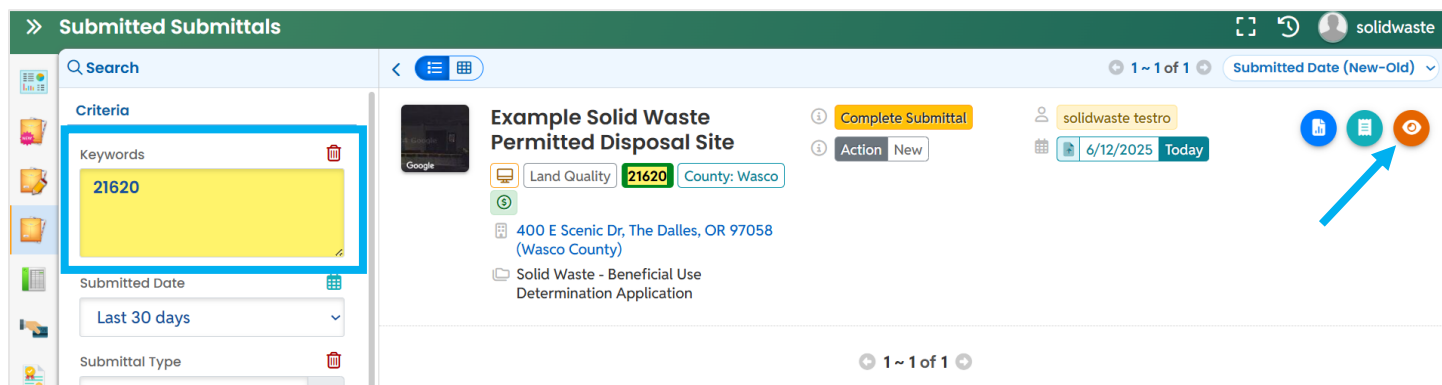 Submitted Submittals
solidwaste
Search
1 ~ 1 of 1
Submitted Date (New-Old)
Criteria
Keywords
21620
Submitted Date
Last 30 days
Submittal Type
Google
Example Solid Waste
Permitted Disposal Site
Land Quality 21620 County: Wasco
400 E Scenic Dr, The Dalles, OR 97058
(Wasco County)
Solid Waste - Beneficial Use
Determination Application
Complete Submittal
Action New
solidwaste testro
6/12/2025 Today
1 ~ 1 of 1